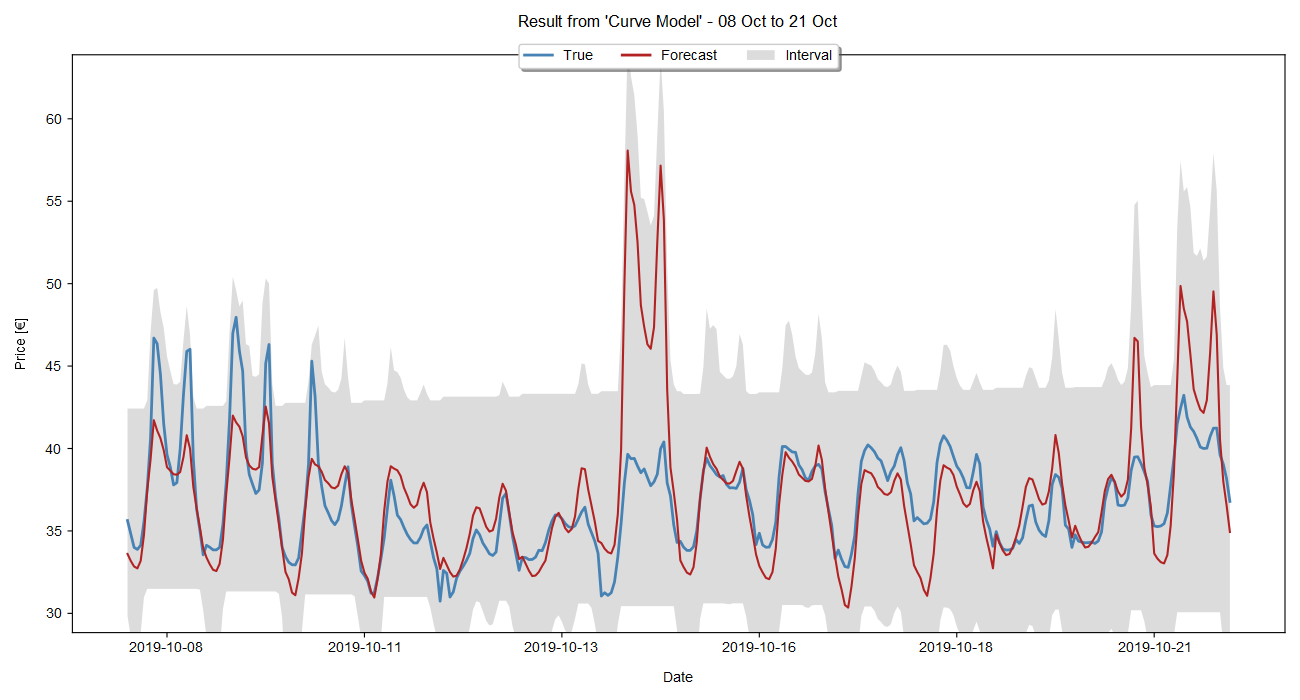 Result from 'Curve Model' - 08 Oct to 21 Oct
True Forecast Interval
60
55
50
45
40
35
30
Price [€]
2019-10-08 2019-10-11 2019-10-13 2019-10-16 2019-10-18 2019-10-21
Date